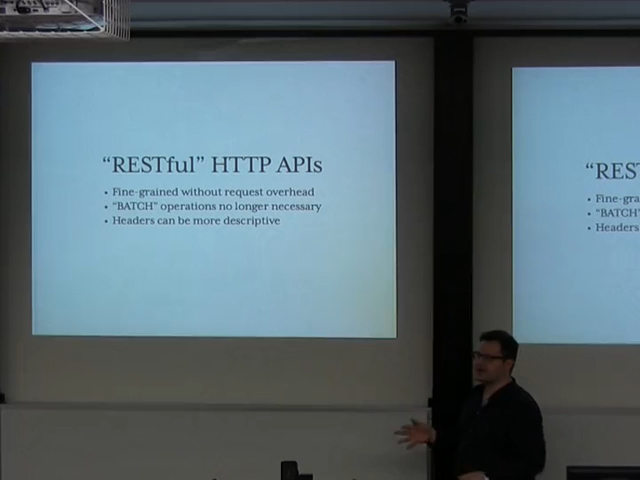 “RESTful” HTTP APIs
• Fine-grained without request overhead
• “BATCH” operations no longer necessary
• Headers can be more descriptive
“REST
• Fine-gra
• “BATCH”
• Headers